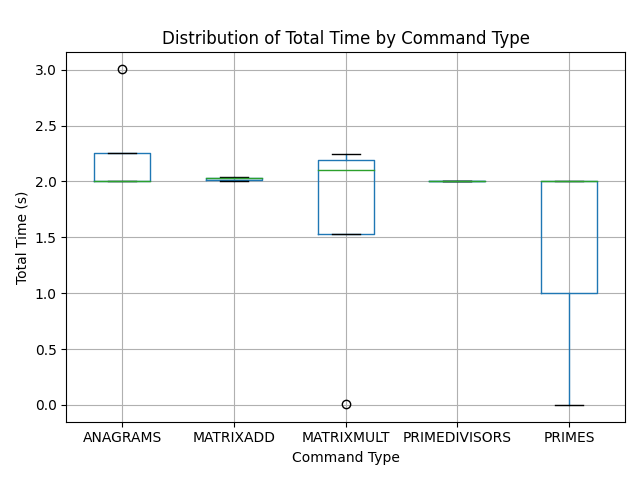 Distribution of Total Time by Command Type
Total Time (s)
3.0
2.5
2.0
1.5
1.0
0.5
0.0
ANAGRAMS MATRIXADD MATRIXMULT PRIMEDIVISORS PRIMES
Command Type